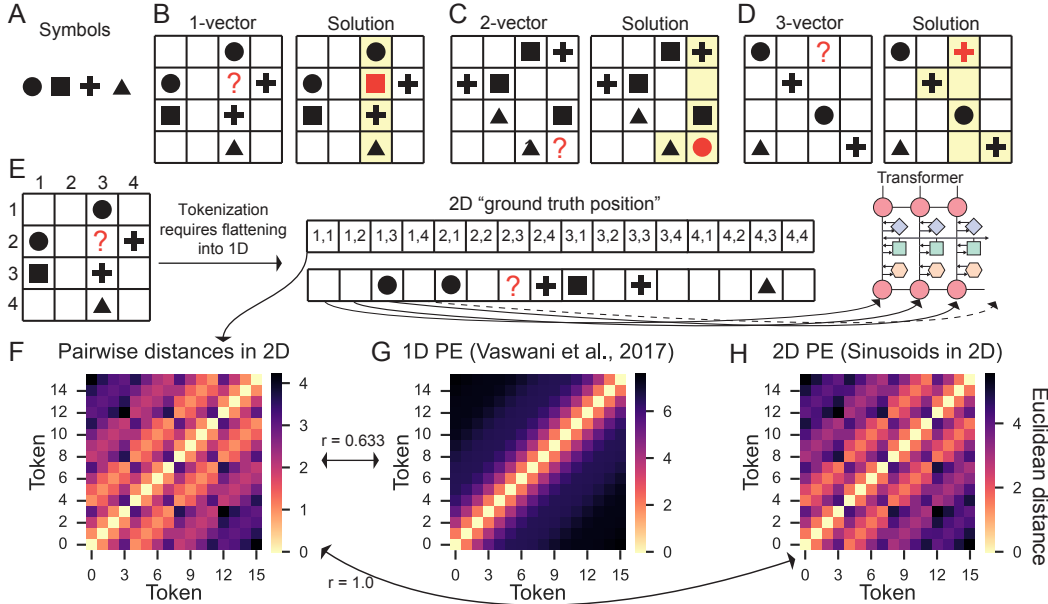 A
Symbols
B
1-vector
Solution
?
C
2-vector
Solution
?
D
3-vector
Solution
?
E
1 2 3 4
1
2
3
4
?
Tokenization
requires flattening
into 1D
2D "ground truth position"
1,1 1,2 1,3 1,4 2,1 2,2 2,3 2,4 3,1 3,2 3,3 3,4 4,1 4,2 4,3 4,4
?
Transformer
F
Pairwise distances in 2D
Token
14
12
10
8
6
4
2
0
0 3 6 9 12 15
Token
4
3
2
1
0
r = 0.633
r = 1.0
G
1D PE (Vaswani et al., 2017)
Token
14
12
10
8
6
4
2
0
0 3 6 9 12 15
Token
6
4
2
0
H
2D PE (Sinusoids in 2D)
Token
14
12
10
8
6
4
2
0
0 3 6 9 12 15
Token
4
2
0
Euclidean distance